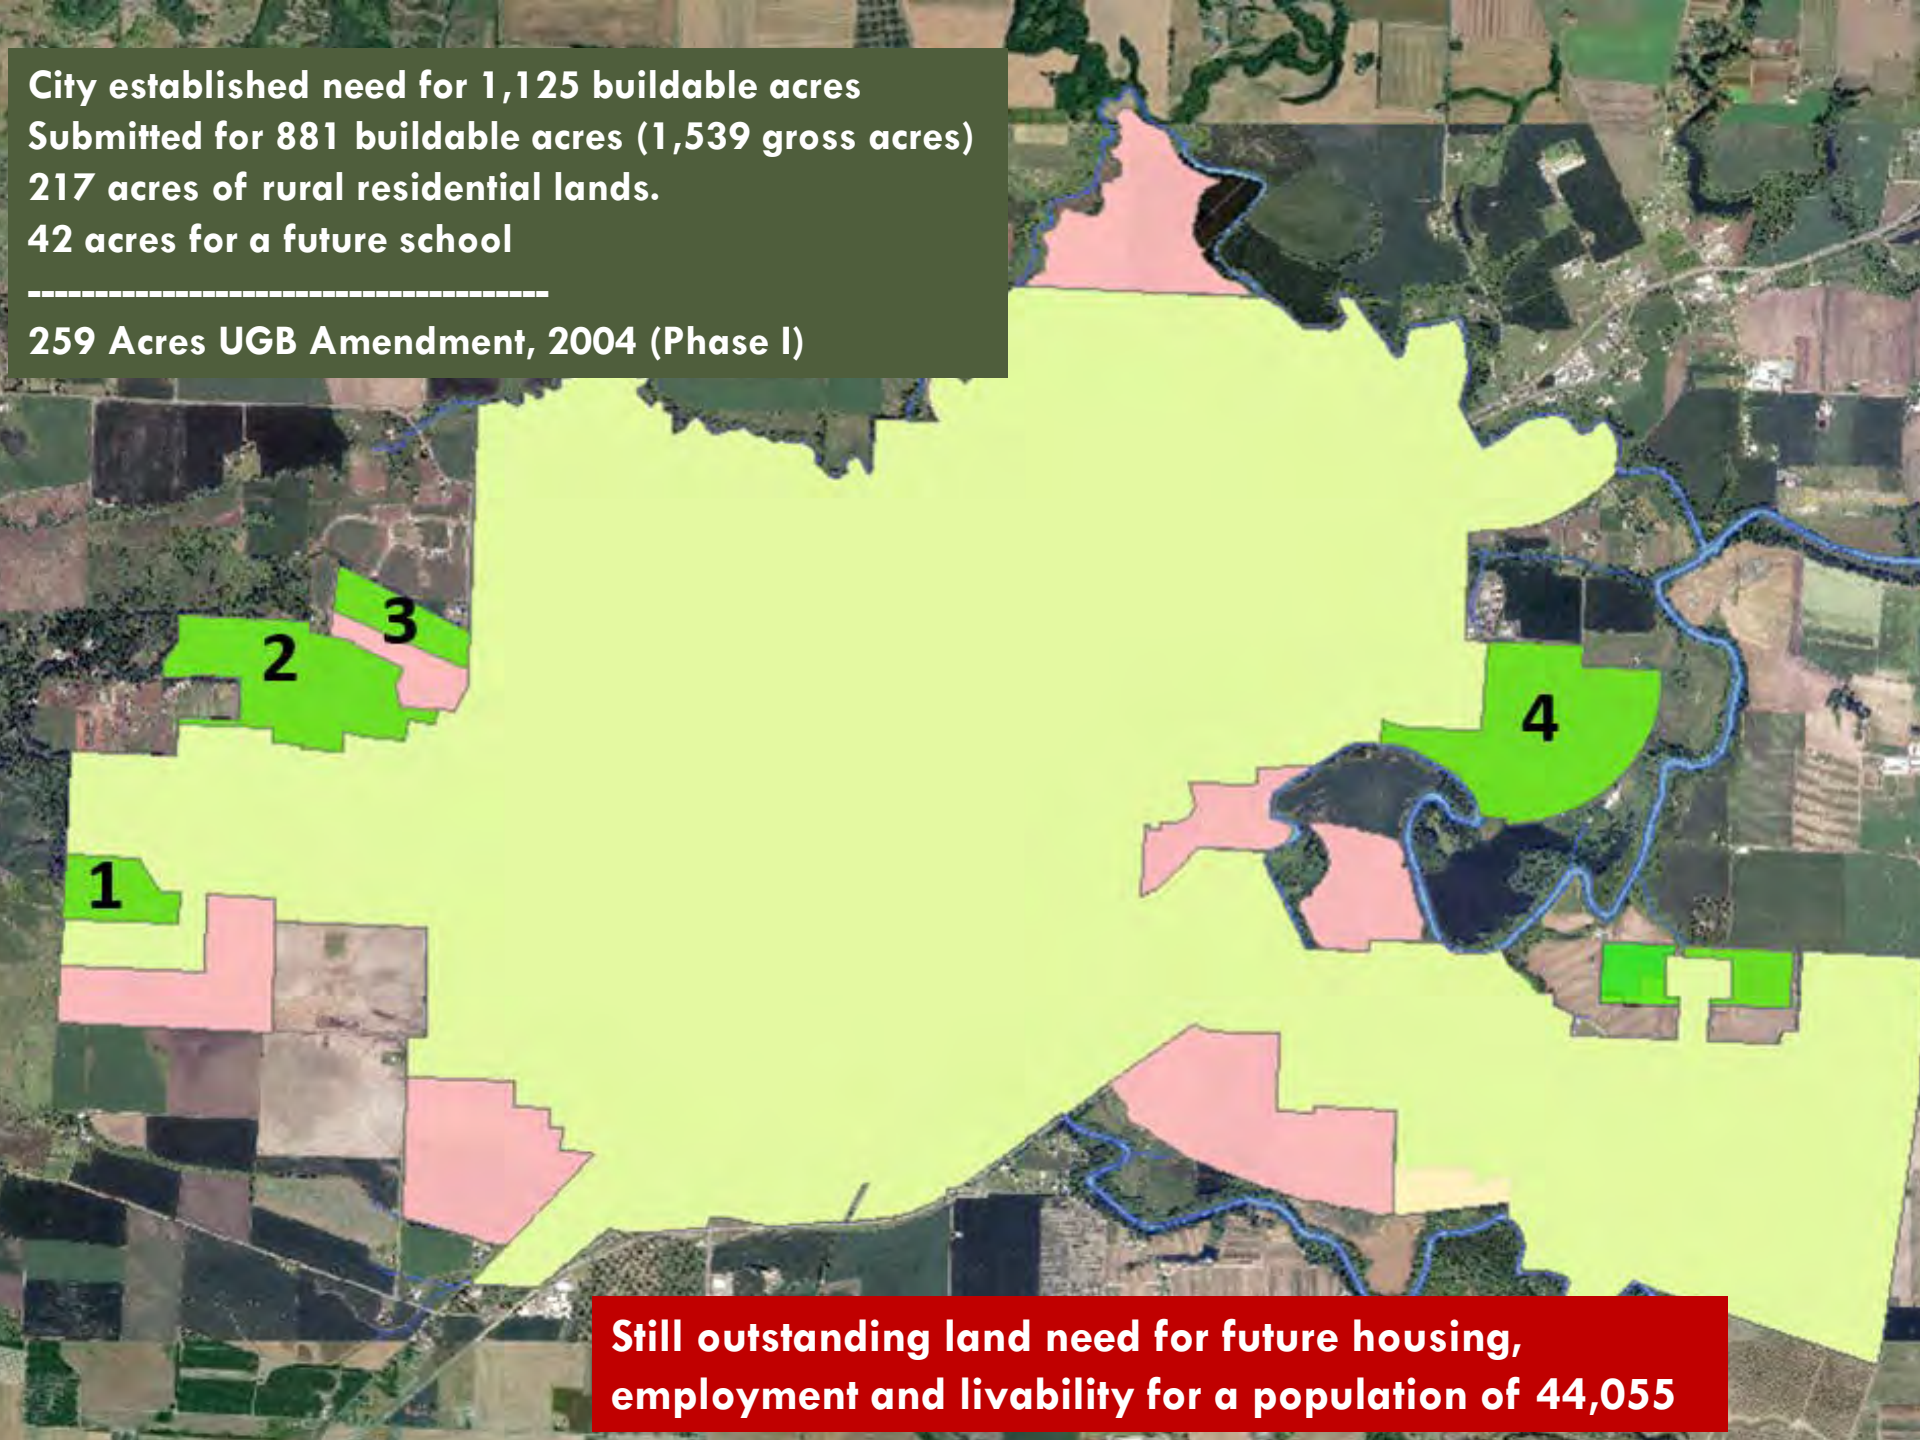 City established need for 1,125 buildable acres
Submitted for 881 buildable acres (1,539 gross acres)
217 acres of rural residential lands.
42 acres for a future school
---------------------------------------
259 Acres UGB Amendment, 2004 (Phase I)
3
2
4
1
Still outstanding land need for future housing,
employment and livability for a population of 44,055